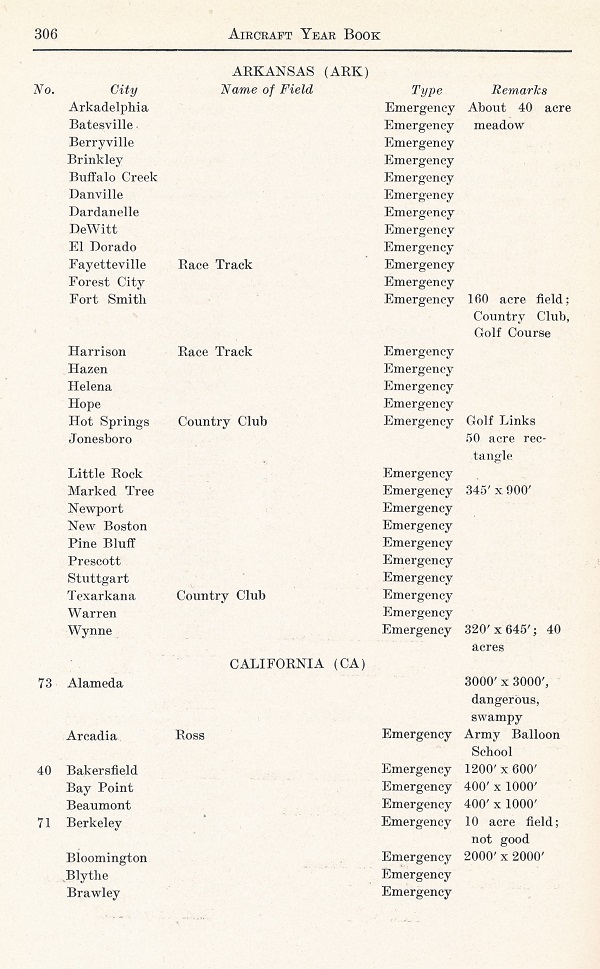 306 AIRCRAFT YEAR BOOK
ARKANSAS (ARK)
No. City Name of Field Type Remarks
Arkadelphia Emergency About 40 acre
Batesville Emergency meadow
Berryville Emergency
Brinkley Emergency
Buffalo Creek Emergency
Danville Emergency
Dardanelle Emergency
DeWitt Emergency
El Dorado Emergency
Fayetteville Race Track Emergency
Forest City Emergency
Fort Smith Emergency 160 acre field;
Country Club,
Golf Course
Harrison Race Track Emergency
Hazen Emergency
Helena Emergency
Hope Emergency
Hot Springs Country Club Emergency Golf Links
Jonesboro 50 acre rec-
tangle
Little Rock Emergency
Marked Tree Emergency 345' x 900'
Newport Emergency
New Boston Emergency
Pine Bluff Emergency
Prescott Emergency
Stuttgart Emergency
Texarkana Country Club Emergency
Warren Emergency
Wynne Emergency 320' x 645'; 40
acres
CALIFORNIA (CA)
73 Alameda 3000' x 3000',
dangerous,
swampy
Arcadia Ross Emergency Army Balloon
School
40 Bakersfield Emergency 1200' x 600'
Bay Point Emergency 400' x 1000'
Beaumont Emergency 400' x 1000'
71 Berkeley Emergency 10 acre field;
not good
Bloomington Emergency 2000' x 2000'
Blythe Emergency
Brawley Emergency